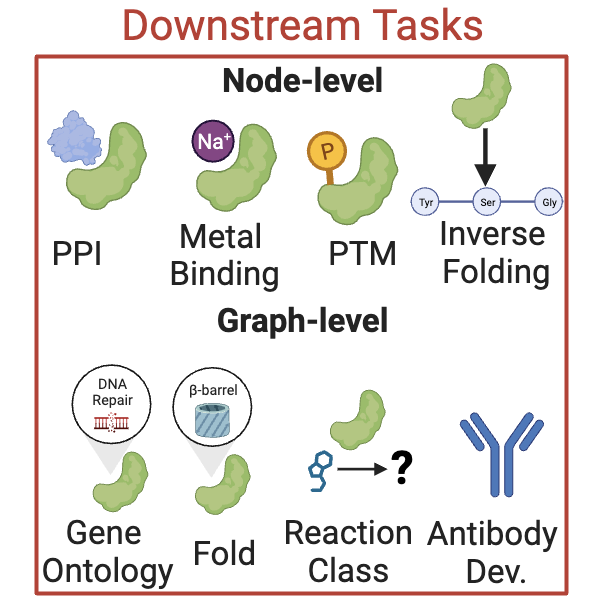 Downstream Tasks
Node-level
Na+
P
Tyr
Ser
Gly
PPI
Metal
Binding
PTM
Inverse
Folding
Graph-level
DNA
Repair
β-barrel
?
Gene
Ontology
Fold
Reaction
Class
Antibody
Dev.